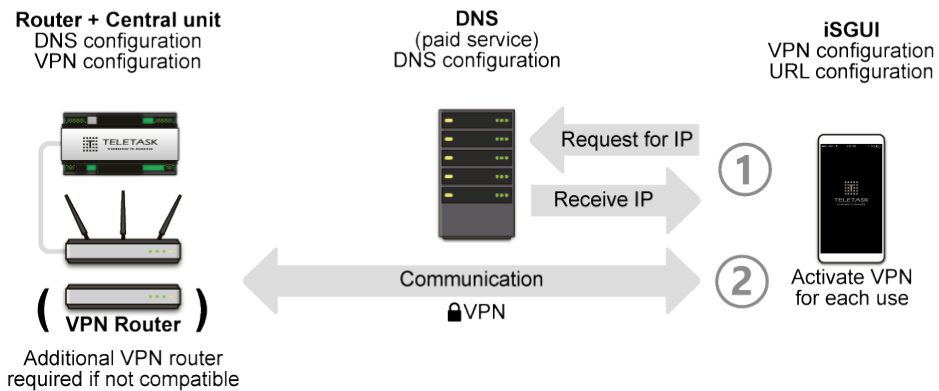 Router + Central unit
DNS configuration
VPN configuration
TELETASK
DNS
(paid service)
DNS configuration
iSGUI
VPN configuration
URL configuration
Request for IP
Receive IP
1
TELETASK
Communication
VPN
2
Activate VPN
for each use
( VPN Router )
Additional VPN router
required if not compatible